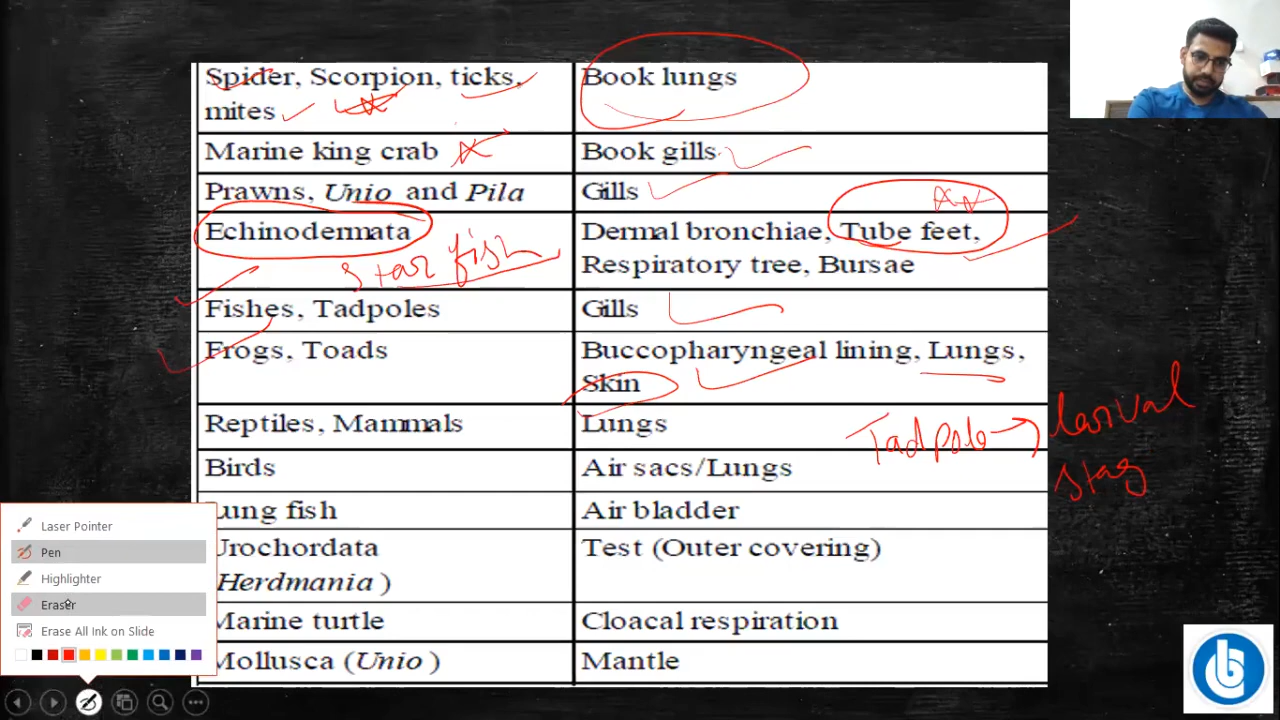 Spider, Scorpion, ticks,
mites
Book lungs
Marine king crab
Book gills
Prawns, Unio and Pila
Gills
Echinodermata
Star fish
Dermal bronchiae, Tube feet,
Respiratory tree, Bursae
Fishes, Tadpoles
Gills
Frogs, Toads
Buccopharyngeal lining, Lungs,
Skin
Reptiles, Mammals
Lungs
Tadpole → larval
stag
Birds
Air sacs/Lungs
Lung fish
Air bladder
Urochordata
(Herdmania )
Test (Outer covering)
Marine turtle
Cloacal respiration
Mollusca (Unio )
Mantle
Laser Pointer
Pen
Highlighter
Eraser
Erase All Ink on Slide